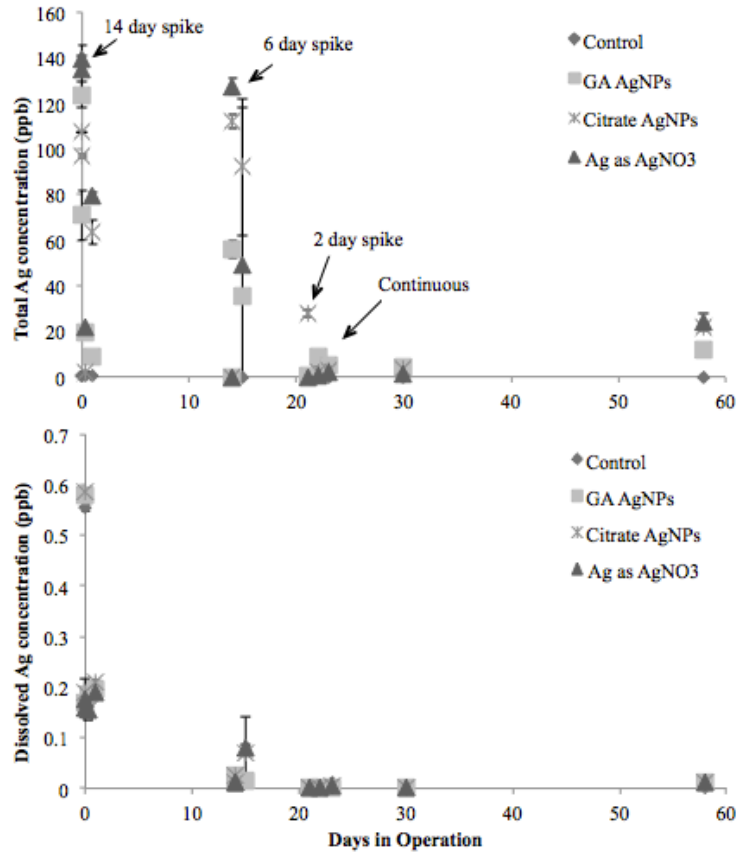 160
140
120
100
80
60
40
20
0
Total Ag concentration (ppb)
14 day spike
6 day spike
2 day spike
Continuous
Control
GA AgNPs
Citrate AgNPs
Ag as AgNO3
0 10 20 30 40 50 60
0.7
0.6
0.5
0.4
0.3
0.2
0.1
0
Dissolved Ag concentration (ppb)
Control
GA AgNPs
Citrate AgNPs
Ag as AgNO3
0 10 20 30 40 50 60
Days in Operation